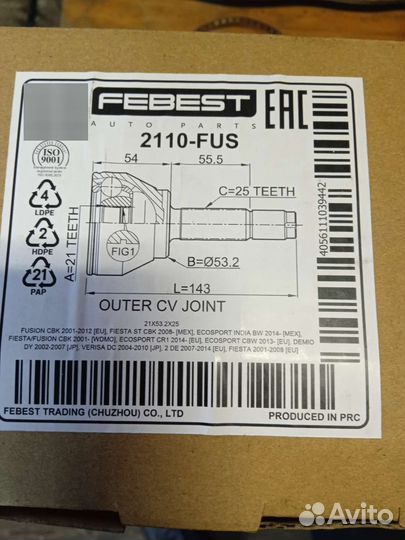 FEBEST
AUTO PARTS
EAC
2110-FUS
ISO
9001
54
55.5
C=25 TEETH
4
LDPE
2
HDPE
21
PAP
A=21 TEETH
FIG1
B=Ø53.2
L=143
4056111039442
OUTER CV JOINT
21X53.2X25
FUSION CBK 2001-2012 [EU], FIESTA ST CBK 2008- [MEX], ECOSPORT INDIA BW 2014- [MEX],
FIESTA/FUSION CBK 2001- (WDMO), ECOSPORT CR1 2014- [EU], ECOSPORT CBW 2013- [EU], DEMIO
DY 2002-2007 [JP], VERISA DC 2004-2010 [JP], 2 DE 2007-2014 [EU], FIESTA 2001-2008 [EU]
FEBEST TRADING (CHUZHOU) CO., LTD
PRODUCED IN PRC
Avito